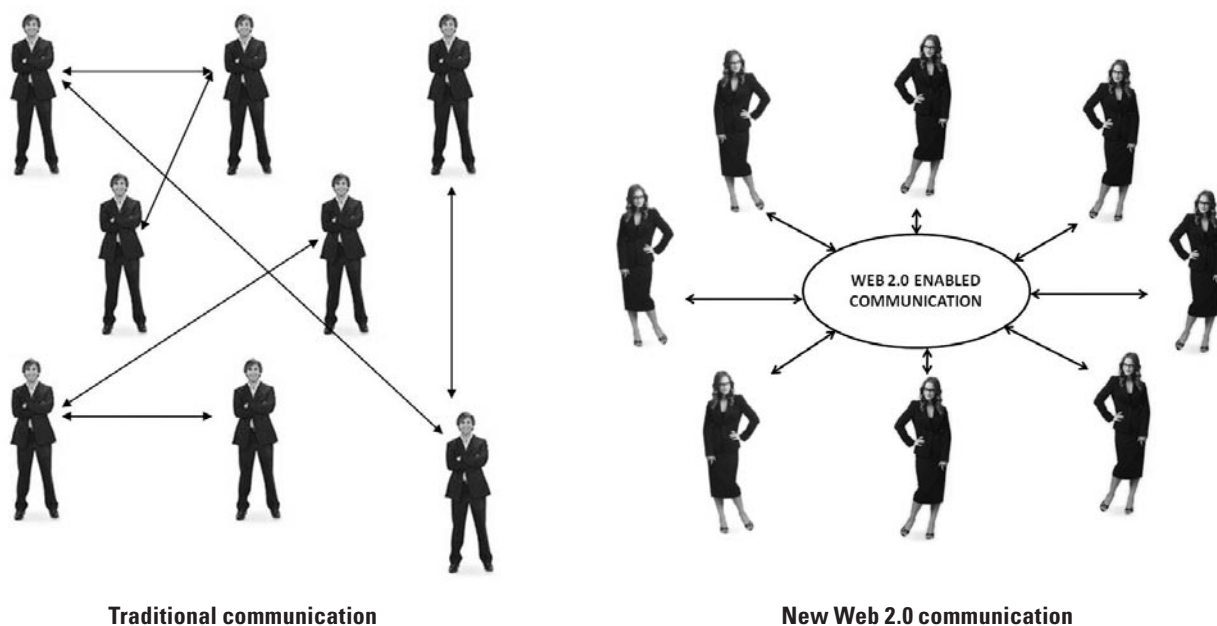 WEB 2.0 ENABLED
COMMUNICATION
Traditional communication
New Web 2.0 communication